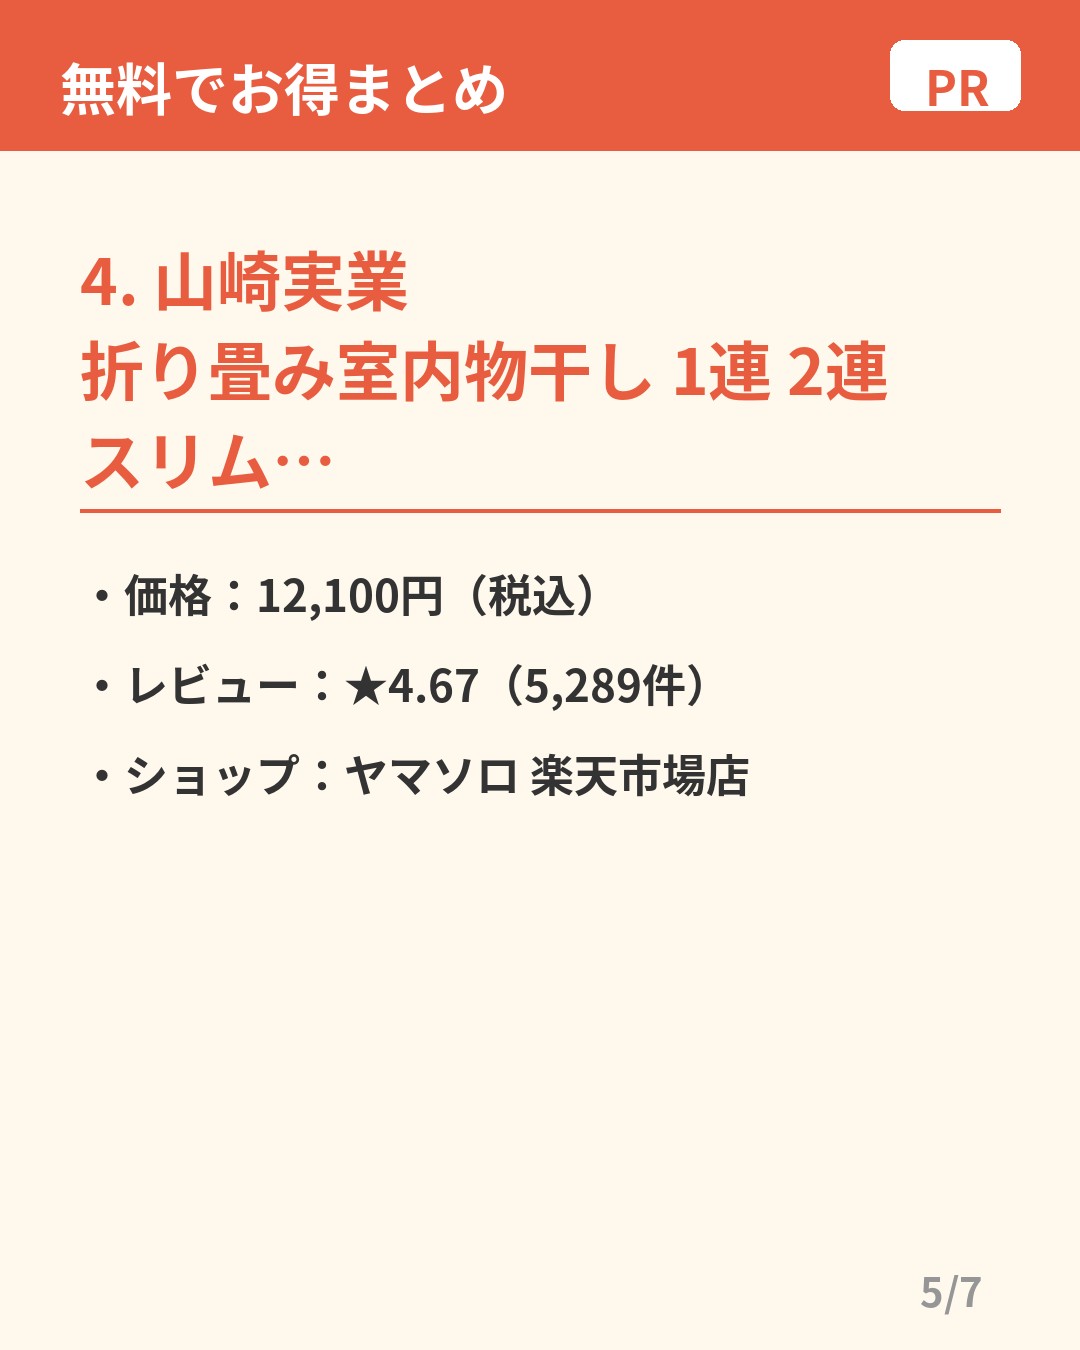 無料でお得まとめ
PR
4. 山崎実業
折り畳み室内物干し 1連 2連
スリム…
・価格：12,100円（税込）
・レビュー：★4.67（5,289件）
・ショップ：ヤマソロ 楽天市場店
5/7